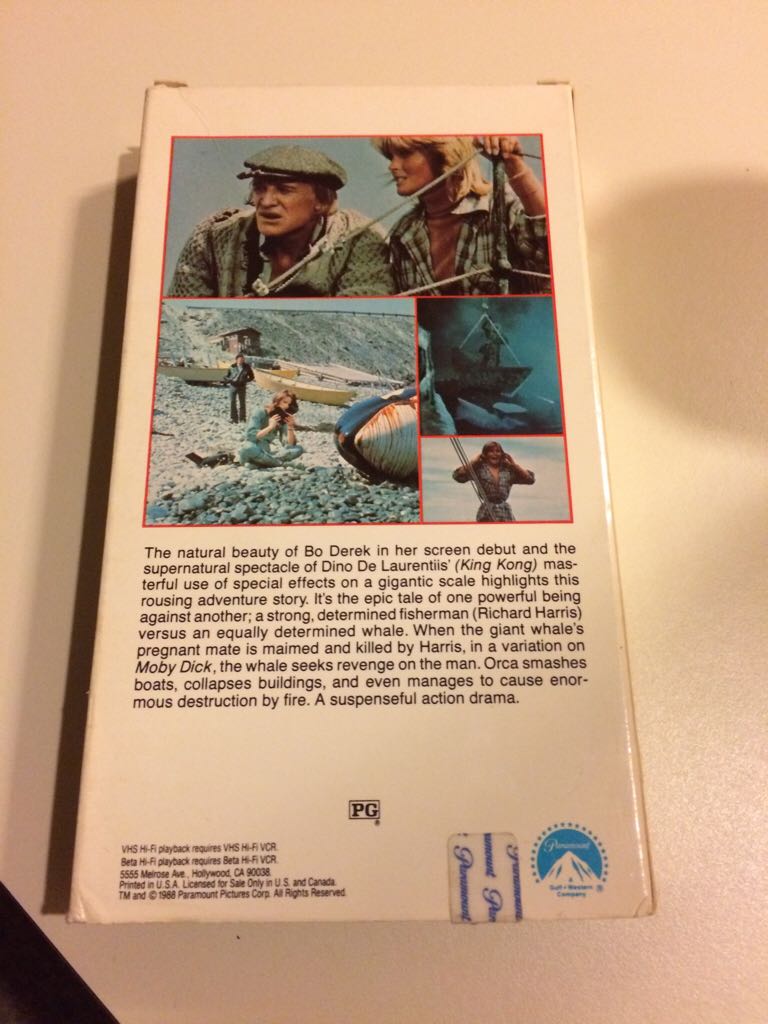 The natural beauty of Bo Derek in her screen debut and the
supernatural spectacle of Dino De Laurentiis' (King Kong) mas-
terful use of special effects on a gigantic scale highlights this
rousing adventure story. It's the epic tale of one powerful being
against another; a strong, determined fisherman (Richard Harris)
versus an equally determined whale. When the giant whale's
pregnant mate is maimed and killed by Harris, in a variation on
Moby Dick, the whale seeks revenge on the man. Orca smashes
boats, collapses buildings, and even manages to cause enor-
mous destruction by fire. A suspenseful action drama.
PG
®
VHS Hi-Fi playback requires VHS Hi-Fi VCR.
Beta Hi-Fi playback requires Beta Hi-Fi VCR.
5555 Melrose Ave., Hollywood, CA 90038.
Printed in U.S.A. Licensed for Sale Only in U.S. and Canada.
TM and © 1988 Paramount Pictures Corp. All Rights Reserved.
Paramount
mount Par
Paramoun
Paramount
®
Gulf+Western
Company